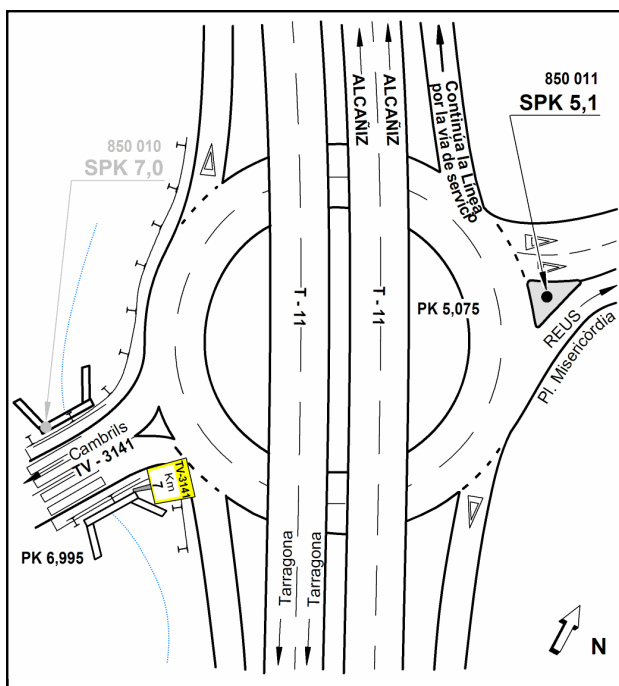 850 011
SPK 5,1
850 010
SPK 7,0
ALCAÑIZ
ALCAÑIZ
Continúa la Línea
por la vía de servicio
T - 11
T - 11
PK 5,075
REUS
Pl. Misericòrdia
Cambrils
TV - 3141
TV-3141
Km
7
PK 6,995
Tarragona
Tarragona
N